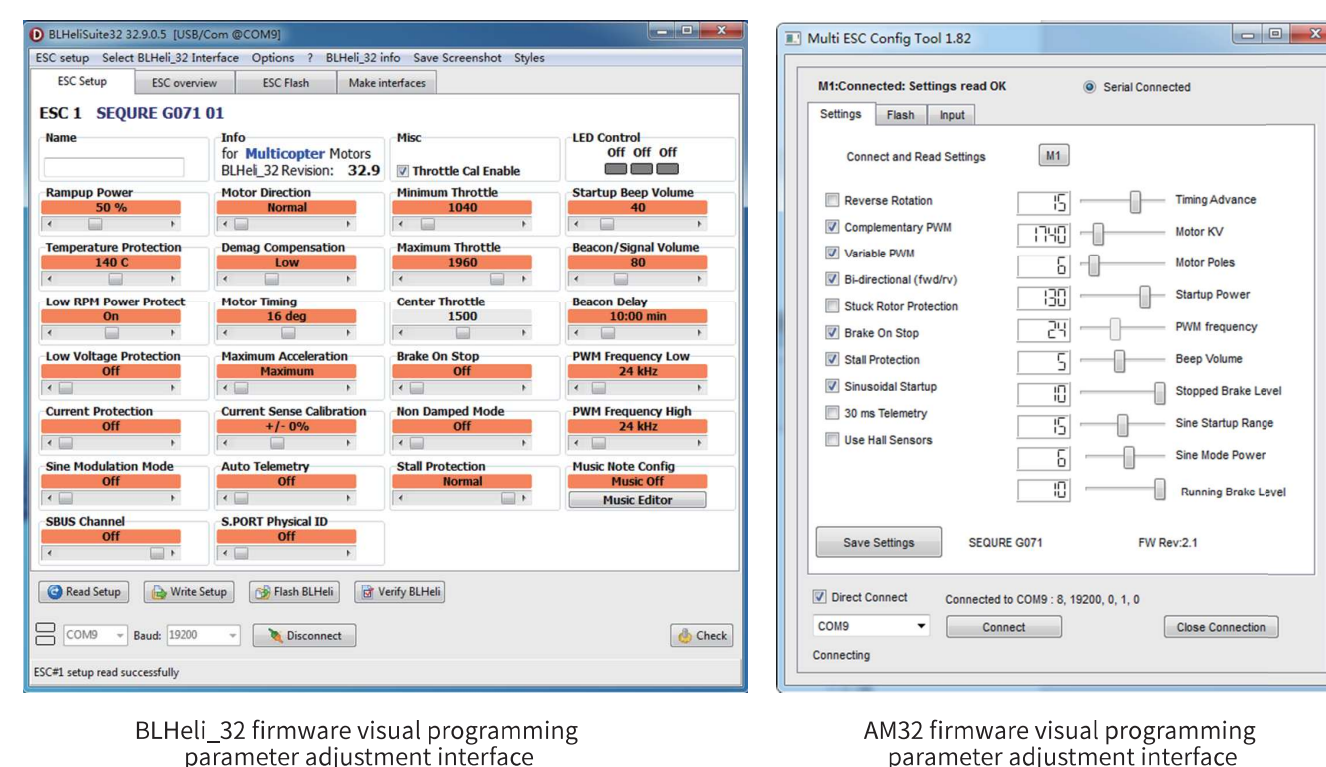 BLHeliSuite32 32.9.0.5 [USB/Com @COM9]
ESC setup Select BLHeli_32 Interface Options ? BLHeli_32 info Save Screenshot Styles
ESC Setup ESC overview ESC Flash Make interfaces
ESC 1 SEQURE G071 01
Name Info Misc LED Control
for Multicopter Motors Off Off Off
BLHeli_32 Revision: 32.9 Throttle Cal Enable
Rampup Power Motor Direction Minimum Throttle Startup Beep Volume
50 % Normal 1040 40
Temperature Protection Demag Compensation Maximum Throttle Beacon/Signal Volume
140 C Low 1960 80
Low RPM Power Protect Motor Timing Center Throttle Beacon Delay
On 16 deg 1500 10:00 min
Low Voltage Protection Maximum Acceleration Brake On Stop PWM Frequency Low
Off Maximum Off 24 kHz
Current Protection Current Sense Calibration Non Damped Mode PWM Frequency High
Off +/- 0% Off 24 kHz
Sine Modulation Mode Auto Telemetry Stall Protection Music Note Config
Off Off Normal Music Off
Music Editor
SBUS Channel S.PORT Physical ID
Off Off
Read Setup Write Setup Flash BLHeli Verify BLHeli
COM9 Baud: 19200 Disconnect Check
ESC#1 setup read successfully
BLHeli_32 firmware visual programming
parameter adjustment interface
Multi ESC Config Tool 1.82
M1:Connected: Settings read OK Serial Connected
Settings Flash Input
Connect and Read Settings M1
Reverse Rotation 15 Timing Advance
Complementary PWM 1740 Motor KV
Variable PWM 6 Motor Poles
Bi-directional (fwd/rv) 130 Startup Power
Stuck Rotor Protection
Brake On Stop 24 PWM frequency
Stall Protection 5 Beep Volume
Sinusoidal Startup 10 Stopped Brake Level
30 ms Telemetry 15 Sine Startup Range
Use Hall Sensors 6 Sine Mode Power
10 Running Brake Level
Save Settings SEQURE G071 FW Rev:2.1
Direct Connect Connected to COM9 : 8, 19200, 0, 1, 0
COM9 Connect Close Connection
Connecting
AM32 firmware visual programming
parameter adjustment interface